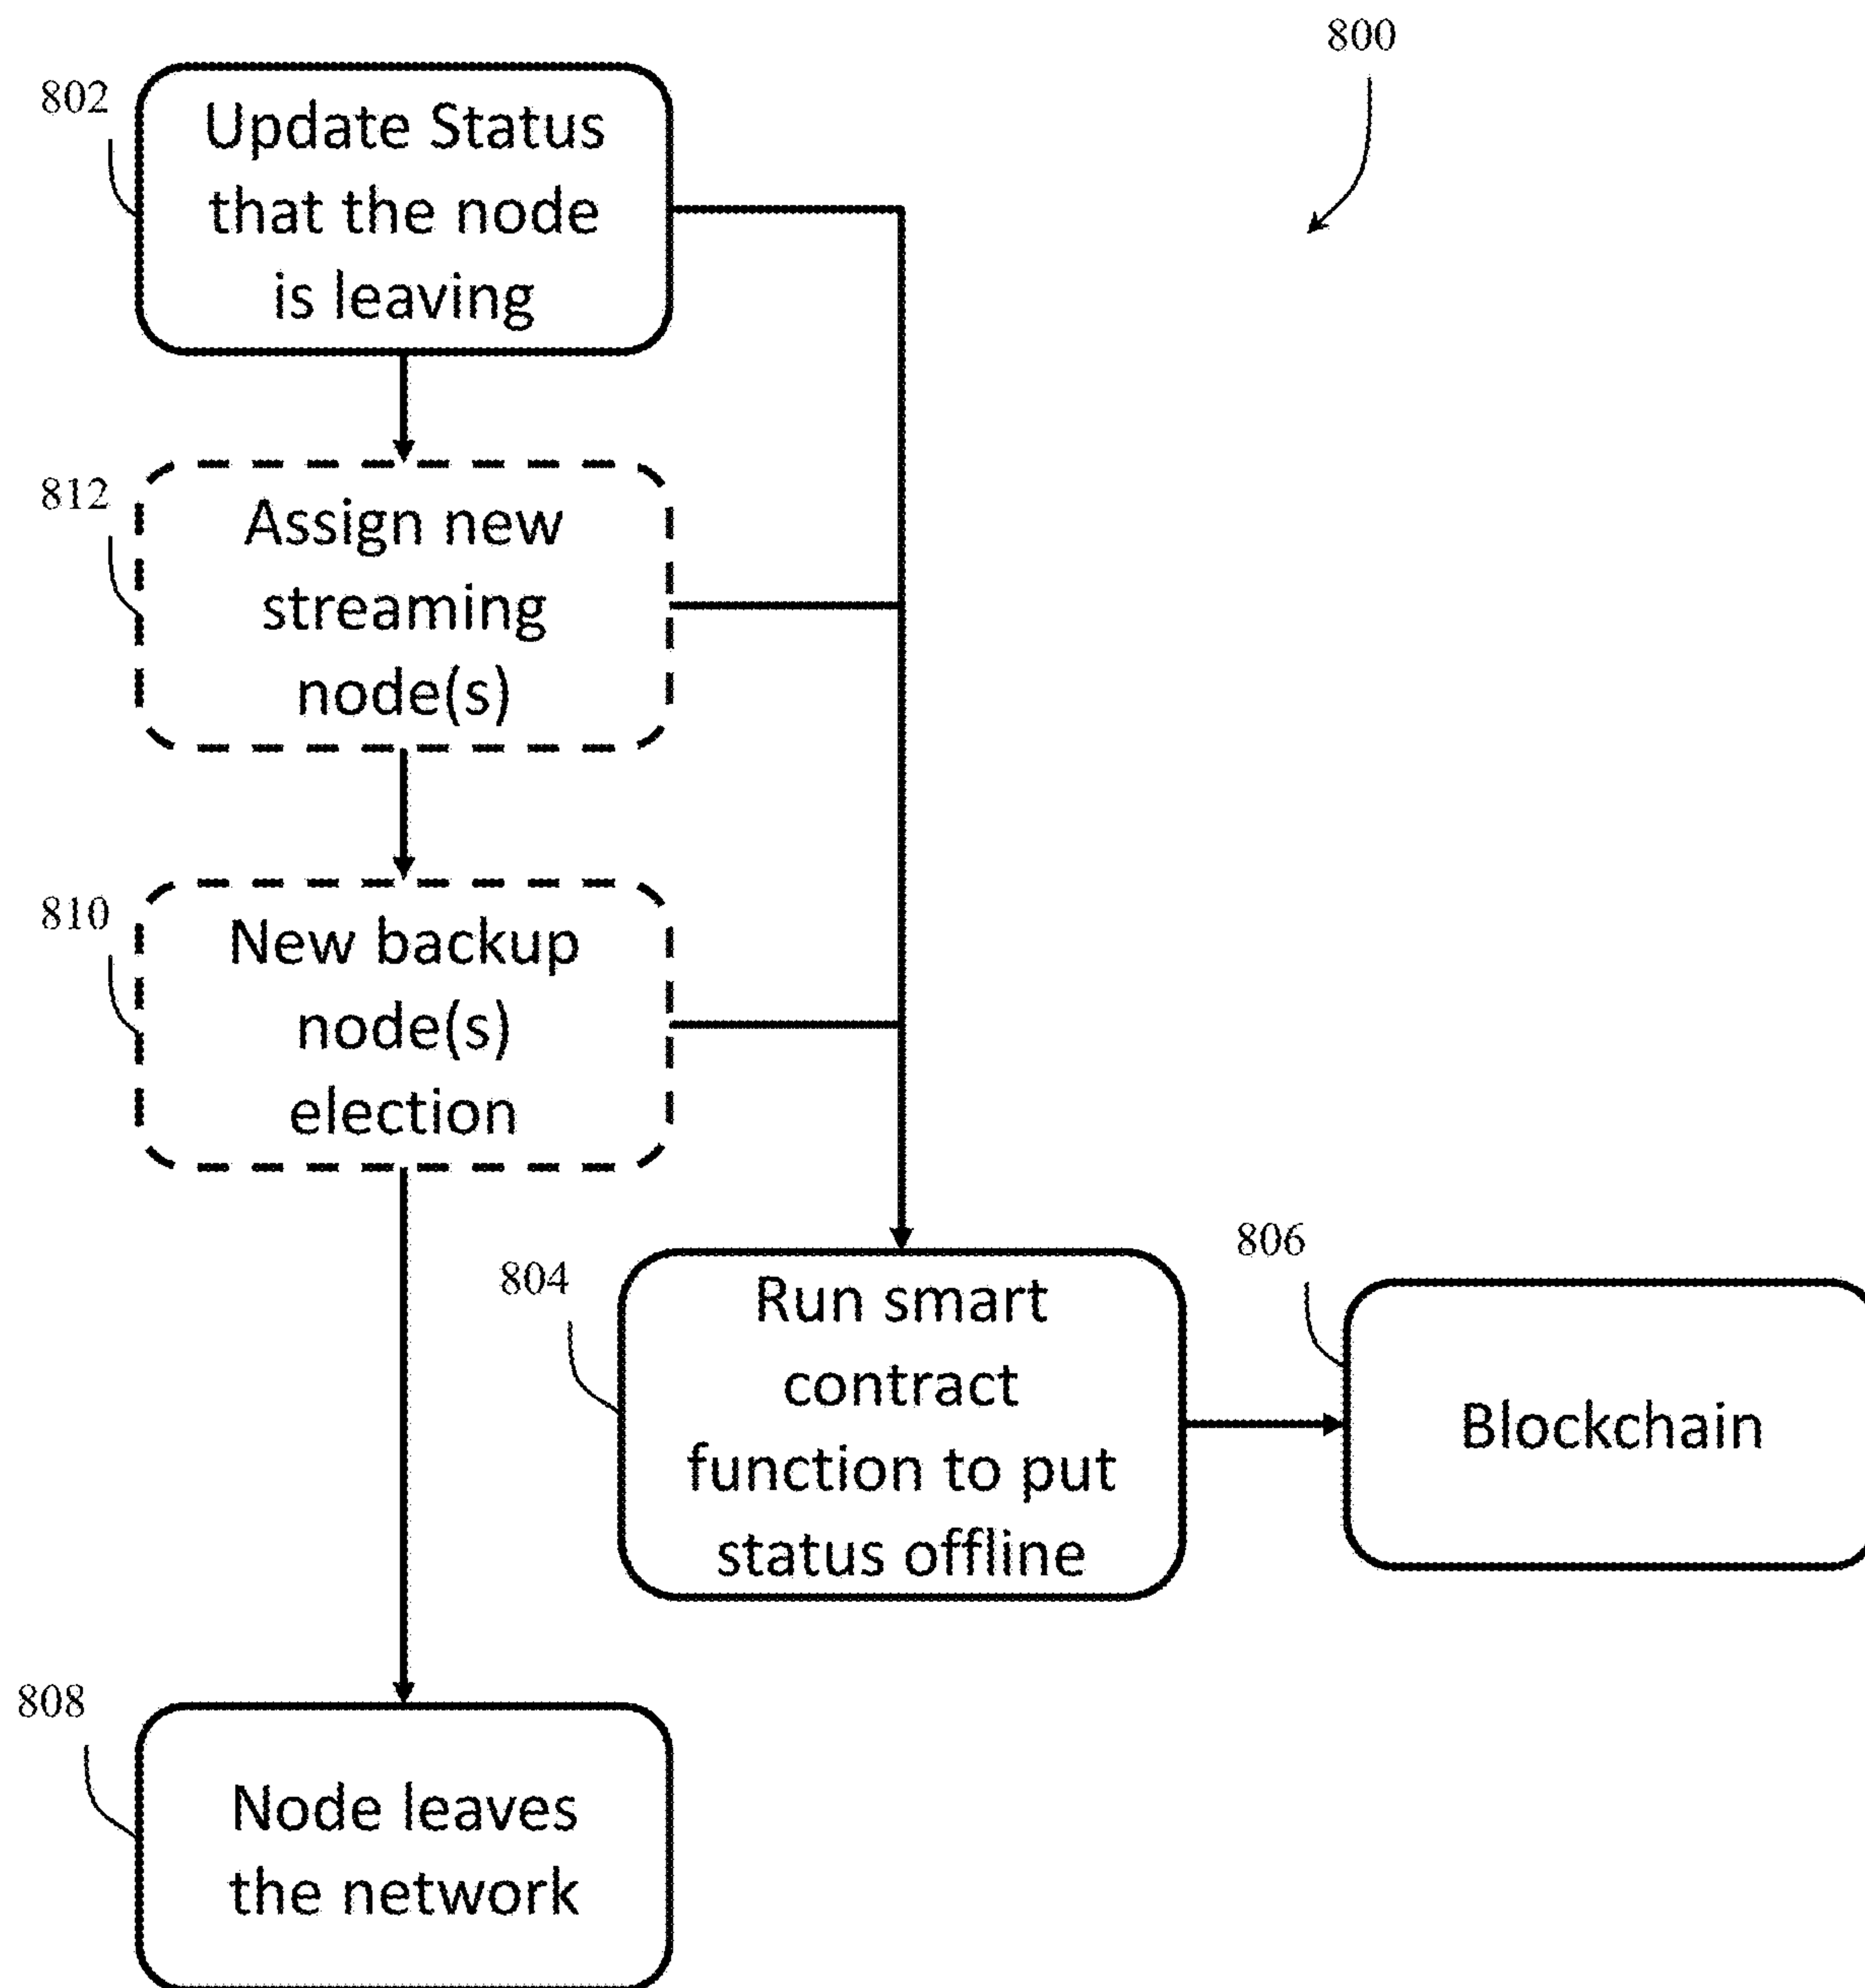 800
802
Update Status
that the node
is leaving
812
Assign new
streaming
node(s)
810
New backup
node(s)
election
804
Run smart
contract
function to put
status offline
806
Blockchain
808
Node leaves
the network